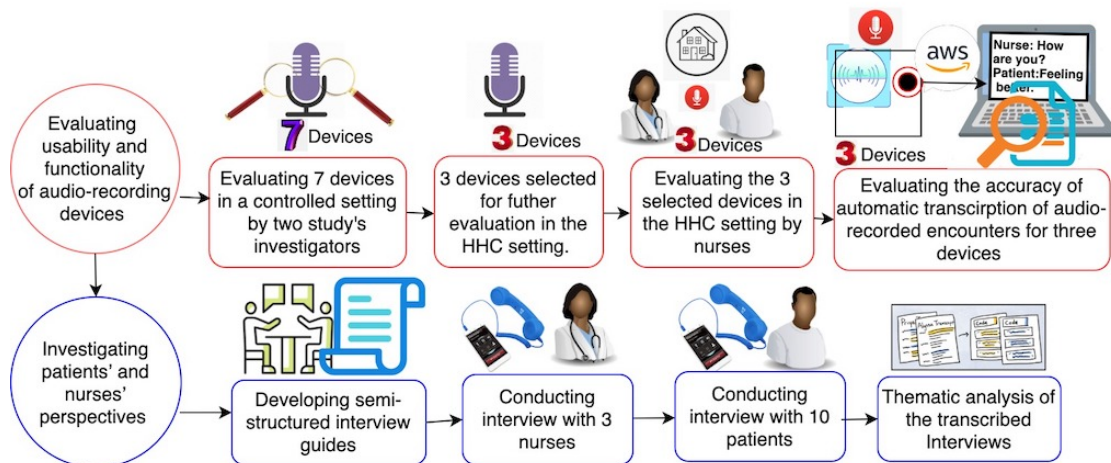 Evaluating
usability and
functionality
of audio-recording
devices
7 Devices
Evaluating 7 devices
in a controlled setting
by two study's
investigators
3 Devices
3 devices selected
for futher
evaluation in the
HHC setting.
3 Devices
Evaluating the 3
selected devices in
the HHC setting by
nurses
aws
Nurse: How
are you?
Patient:Feeling
better.
3 Devices
Evaluating the accuracy of
automatic transcirption of audio-
recorded encounters for three
devices
Investigating
patients' and
nurses'
perspectives
Developing semi-
structured interview
guides
Conducting
interview with 3
nurses
Conducting
interview with 10
patients
Code
Code
Thematic analysis of
the transcribed
Interviews